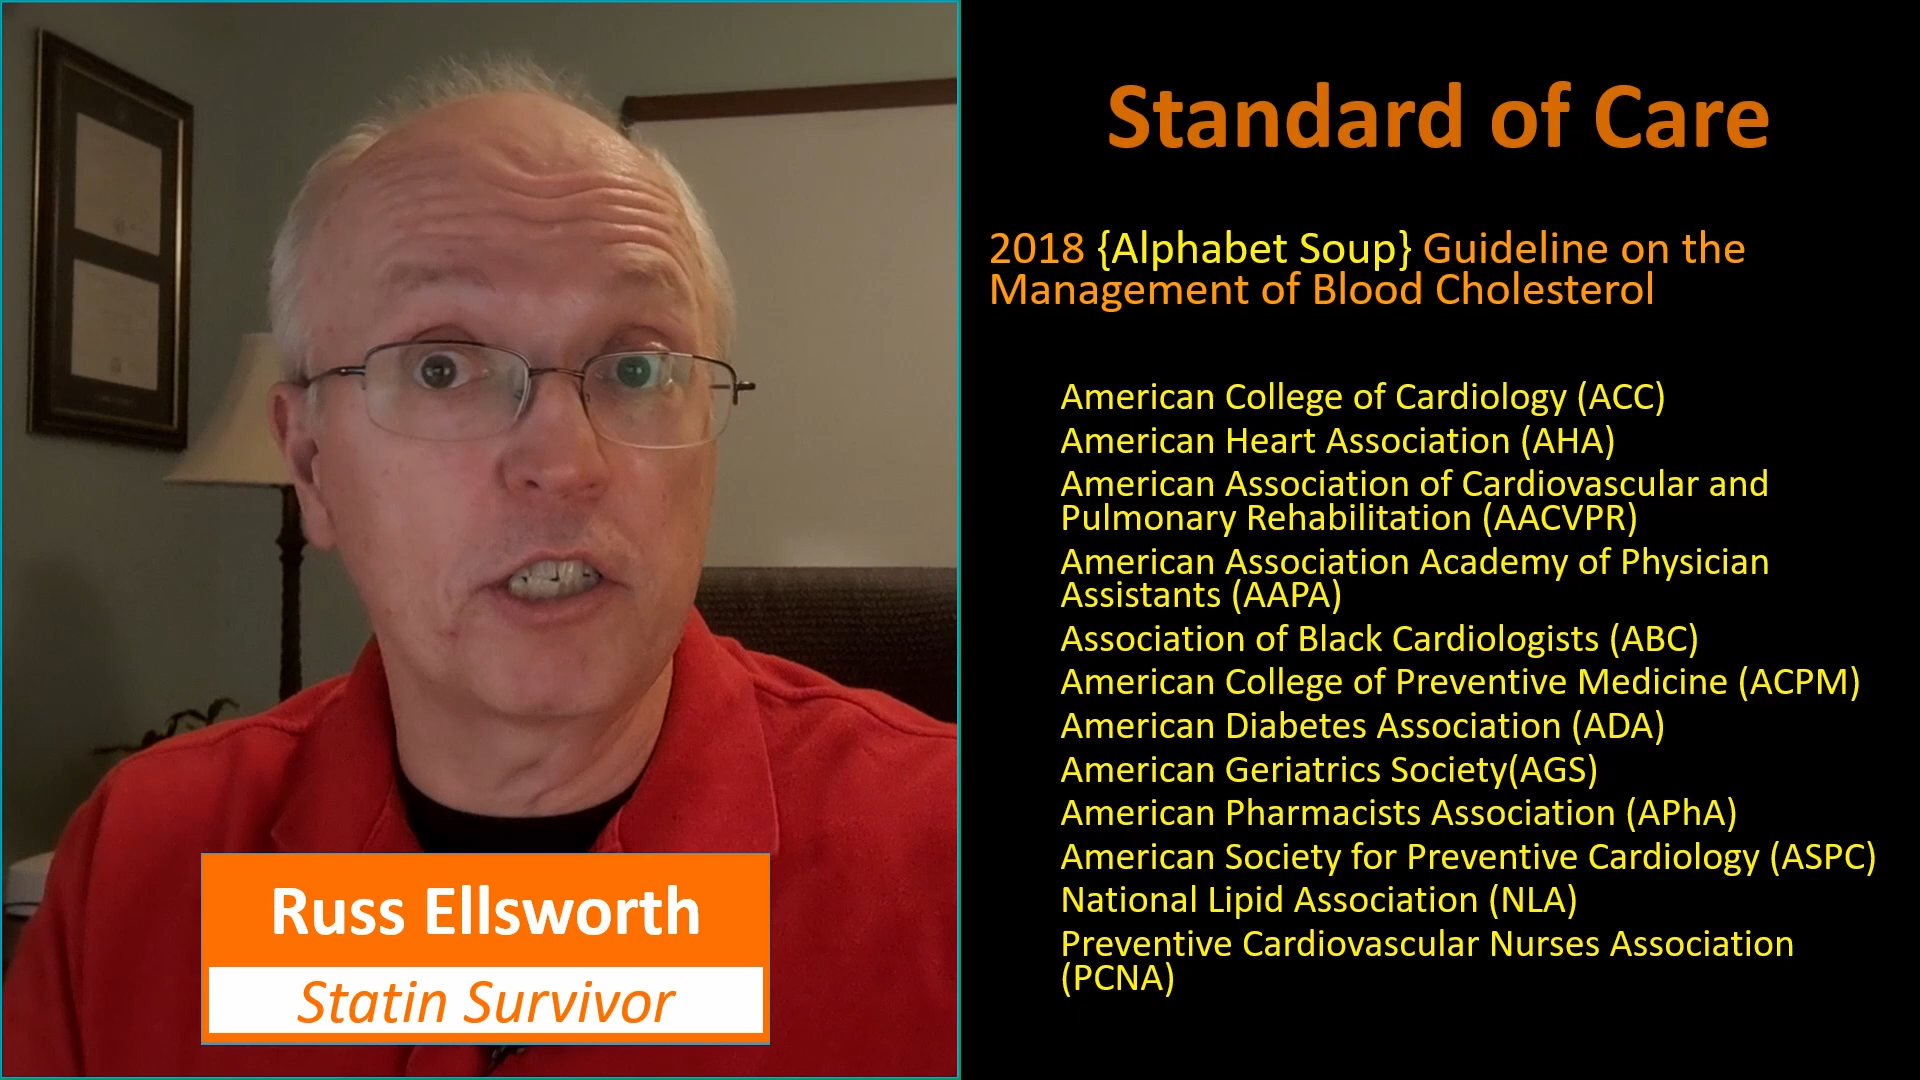 Standard of Care
2018 {Alphabet Soup} Guideline on the
Management of Blood Cholesterol
American College of Cardiology (ACC)
American Heart Association (AHA)
American Association of Cardiovascular and
Pulmonary Rehabilitation (AACVPR)
American Association Academy of Physician
Assistants (AAPA)
Association of Black Cardiologists (ABC)
American College of Preventive Medicine (ACPM)
American Diabetes Association (ADA)
American Geriatrics Society(AGS)
American Pharmacists Association (APhA)
American Society for Preventive Cardiology (ASPC)
National Lipid Association (NLA)
Preventive Cardiovascular Nurses Association
(PCNA)
Russ Ellsworth
Statin Survivor